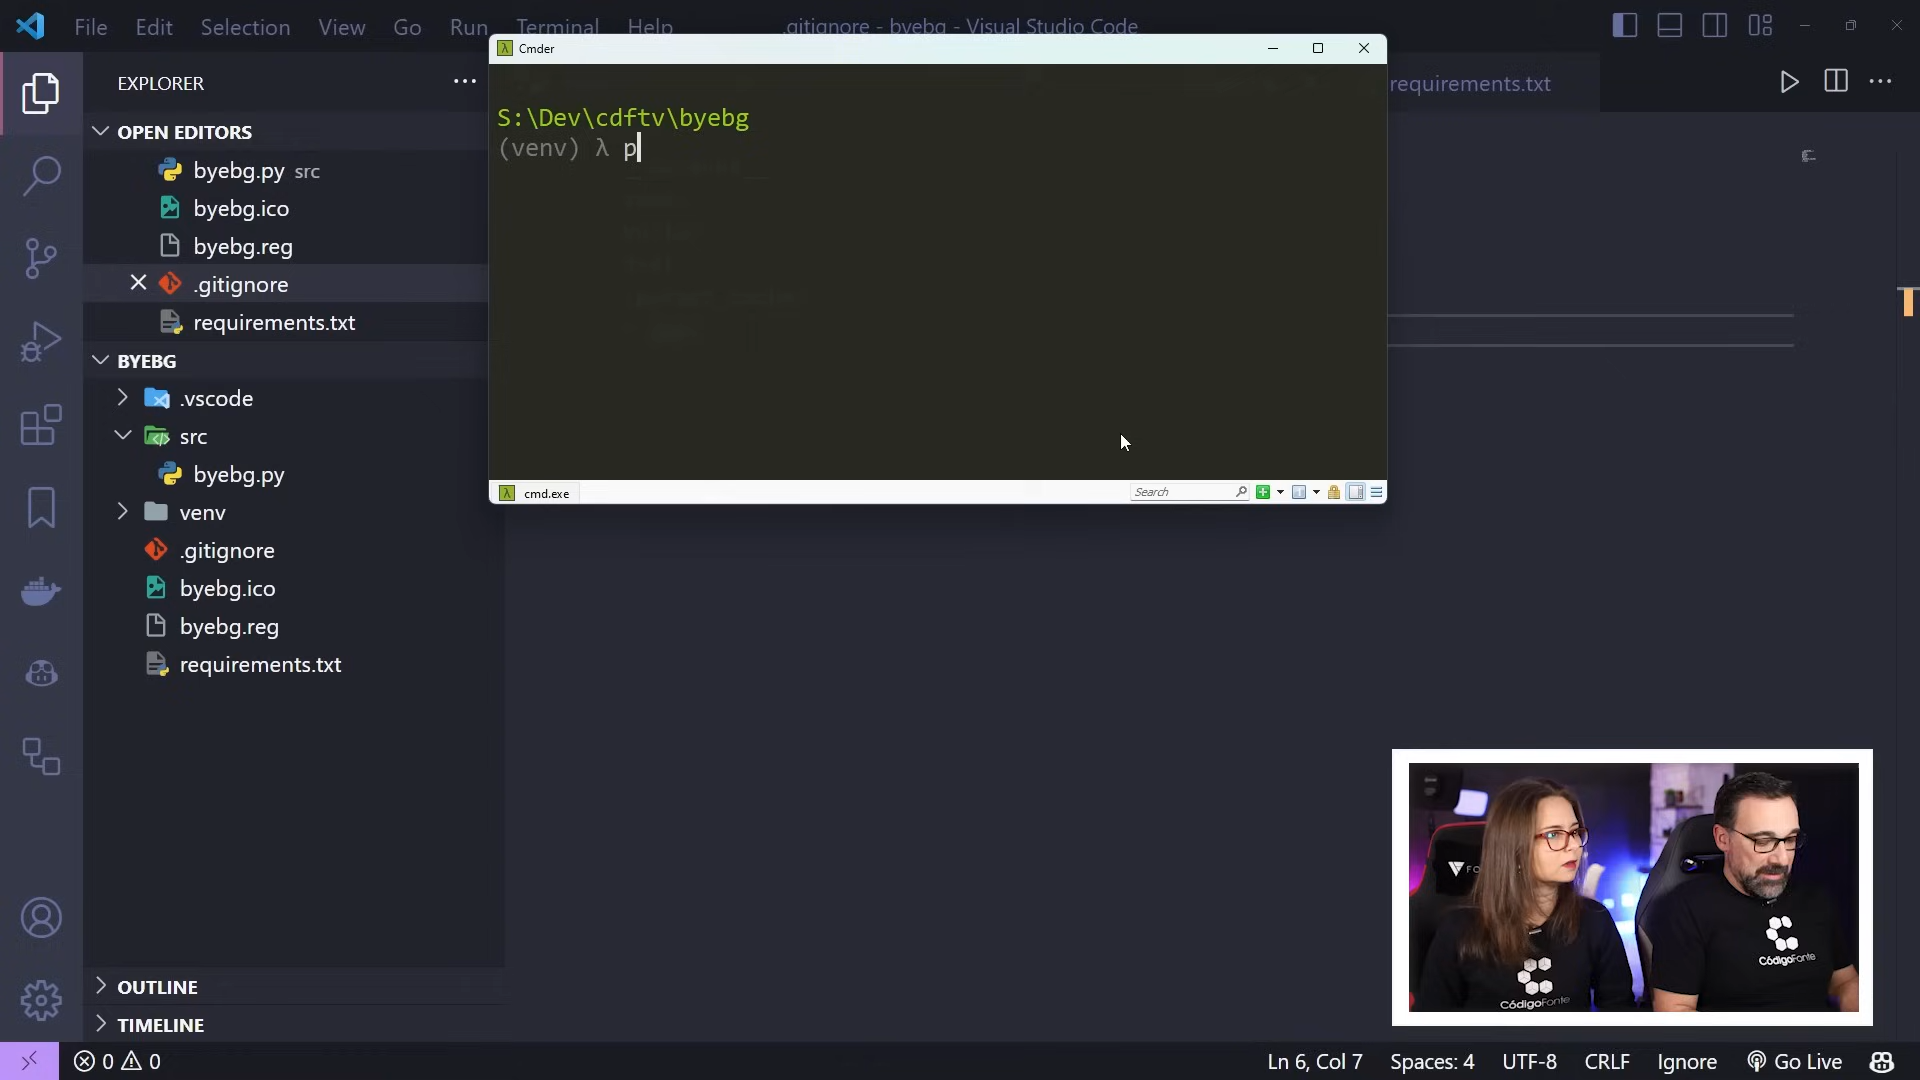 File Edit Selection View Go Run Terminal Help .gitignore - byebg - Visual Studio Code
Cmder
EXPLORER
requirements.txt
OPEN EDITORS
S:\Dev\cdftv\byebg
(venv) λ p
byebg.py src
byebg.ico
byebg.reg
.gitignore
requirements.txt
BYEBG
.vscode
src
byebg.py
cmd.exe
Search
venv
.gitignore
byebg.ico
byebg.reg
requirements.txt
FO
CódigoFonte
CódigoFonte
OUTLINE
TIMELINE
0 0
Ln 6, Col 7 Spaces: 4 UTF-8 CRLF Ignore Go Live